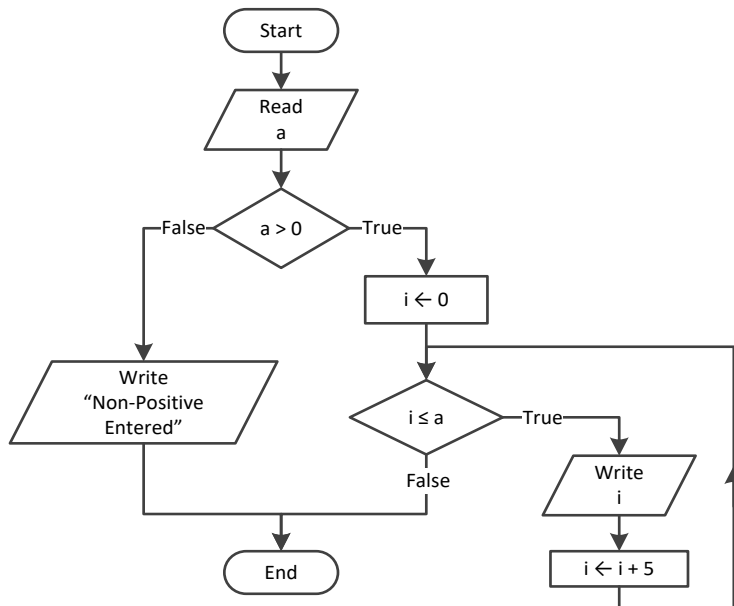 Start
Read
a
a > 0
False
True
i ← 0
Write
“Non-Positive
Entered”
i ≤ a
True
False
Write
i
i ← i + 5
End